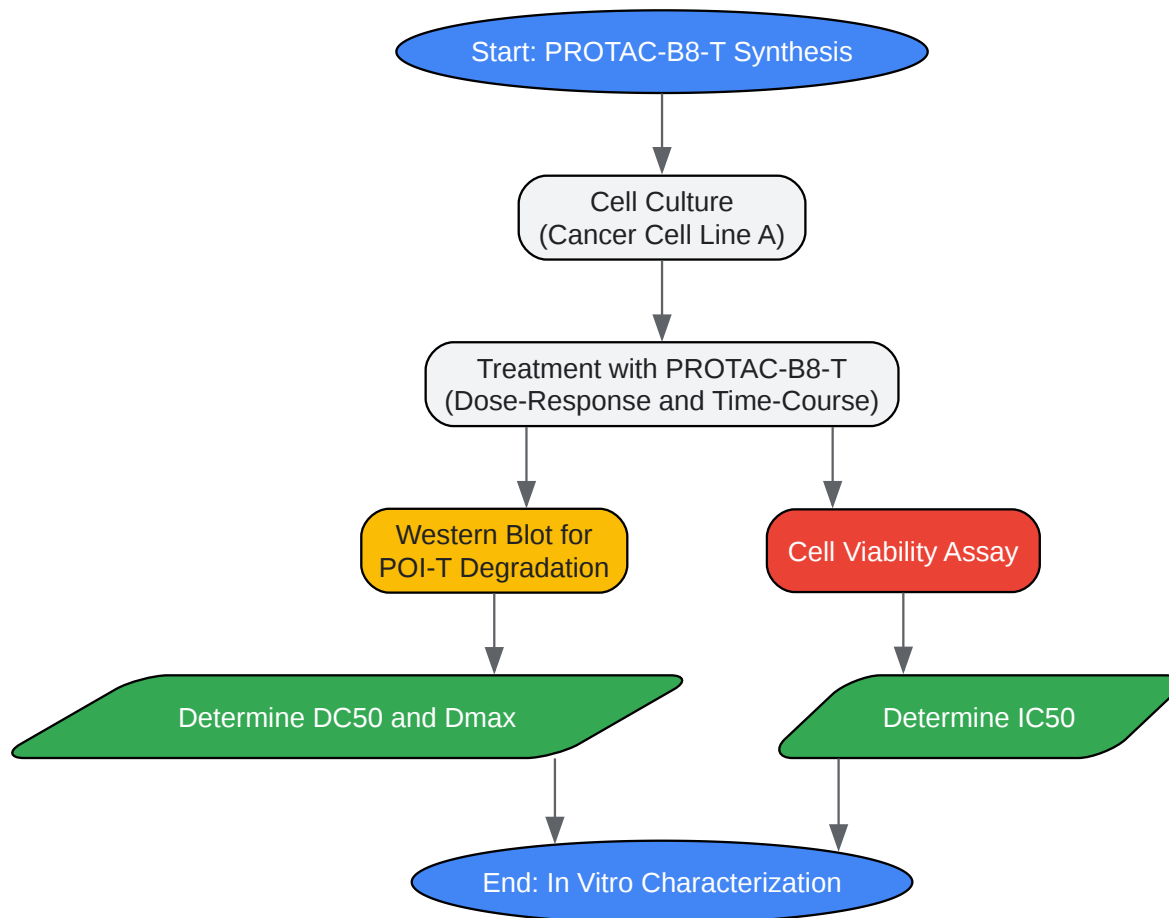 Start: PROTAC-B8-T Synthesis
Cell Culture
(Cancer Cell Line A)
Treatment with PROTAC-B8-T
(Dose-Response and Time-Course)
Western Blot for
POI-T Degradation
Cell Viability Assay
Determine DC50 and Dmax
Determine IC50
End: In Vitro Characterization